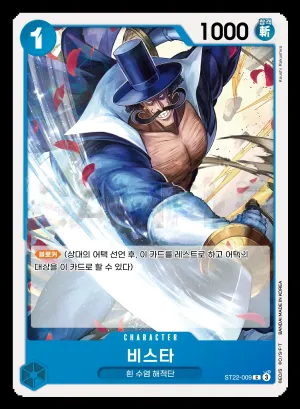 1
1000
참격
斬
블로커 (상대의 어택 선언 후, 이 카드를 레스트로 하고 어택의
대상을 이 카드로 할 수 있다)
CHARACTER
비스타
흰 수염 해적단
ST22-009
3
BANDAI MADE IN KOREA